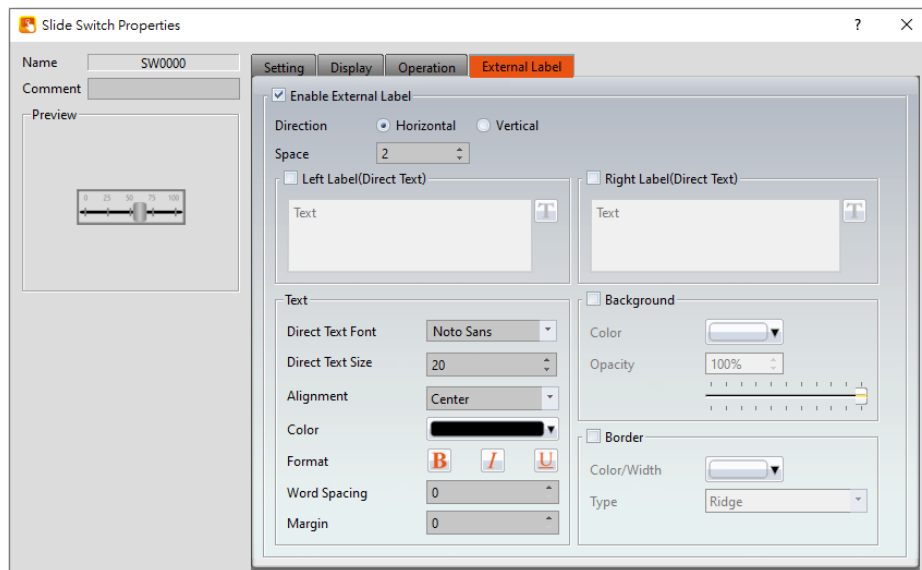 Slide Switch Properties ? ×
Name SW0000
Comment
Preview
0 25 50 75 100
Setting Display Operation External Label
Enable External Label
Direction Horizontal Vertical
Space 2
Left Label(Direct Text)
Text T
Right Label(Direct Text)
Text T
Text
Direct Text Font Noto Sans
Direct Text Size 20
Alignment Center
Color
Format B I U
Word Spacing 0
Margin 0
Background
Color
Opacity 100%
Border
Color/Width
Type Ridge